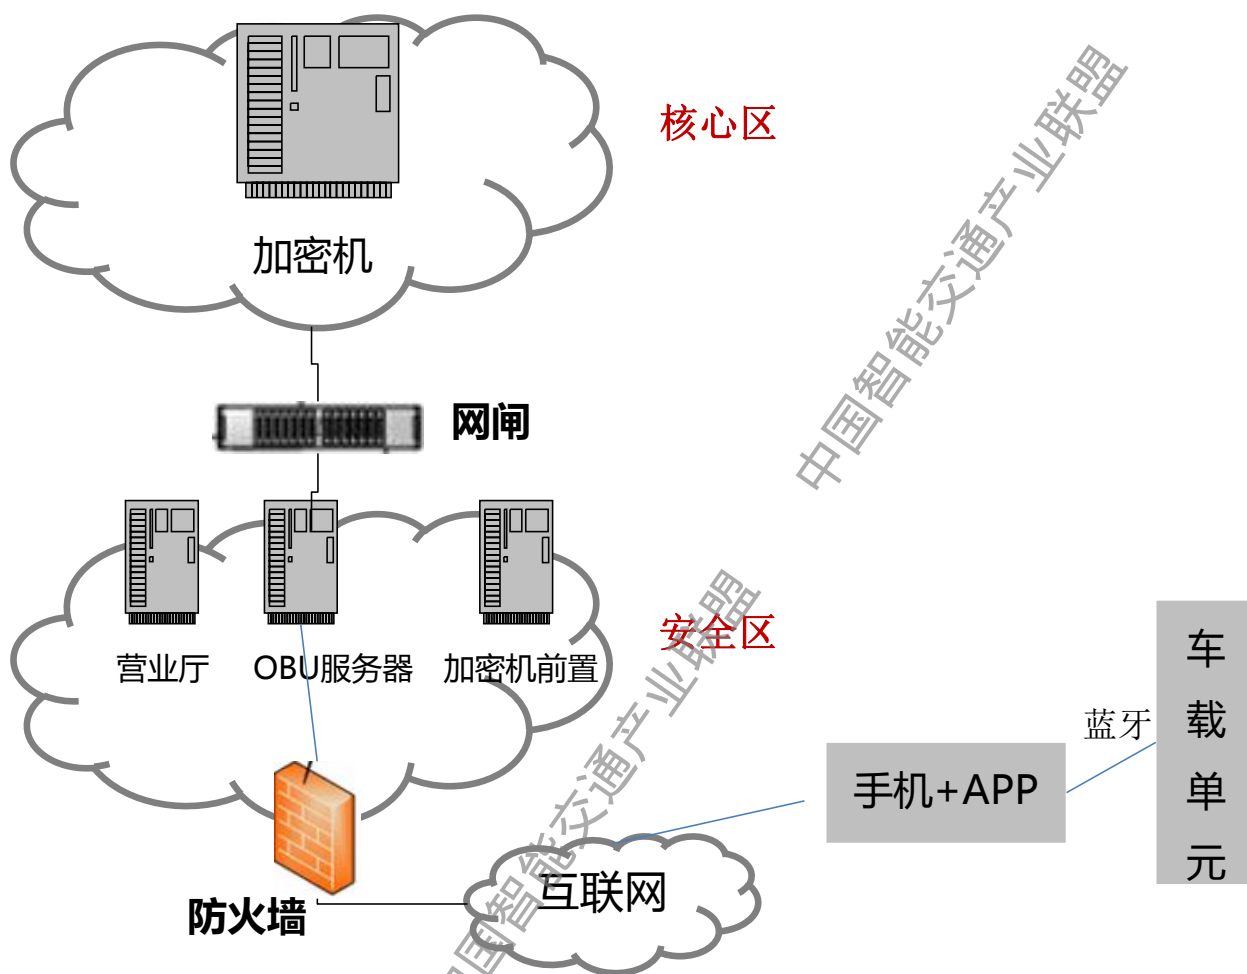 核心区
加密机
中国智能交通产业联盟
网闸
营业厅
OBU服务器
加密机前置
安全区
车载单元
蓝牙
手机+APP
互联网
防火墙
国智能交通产业联盟